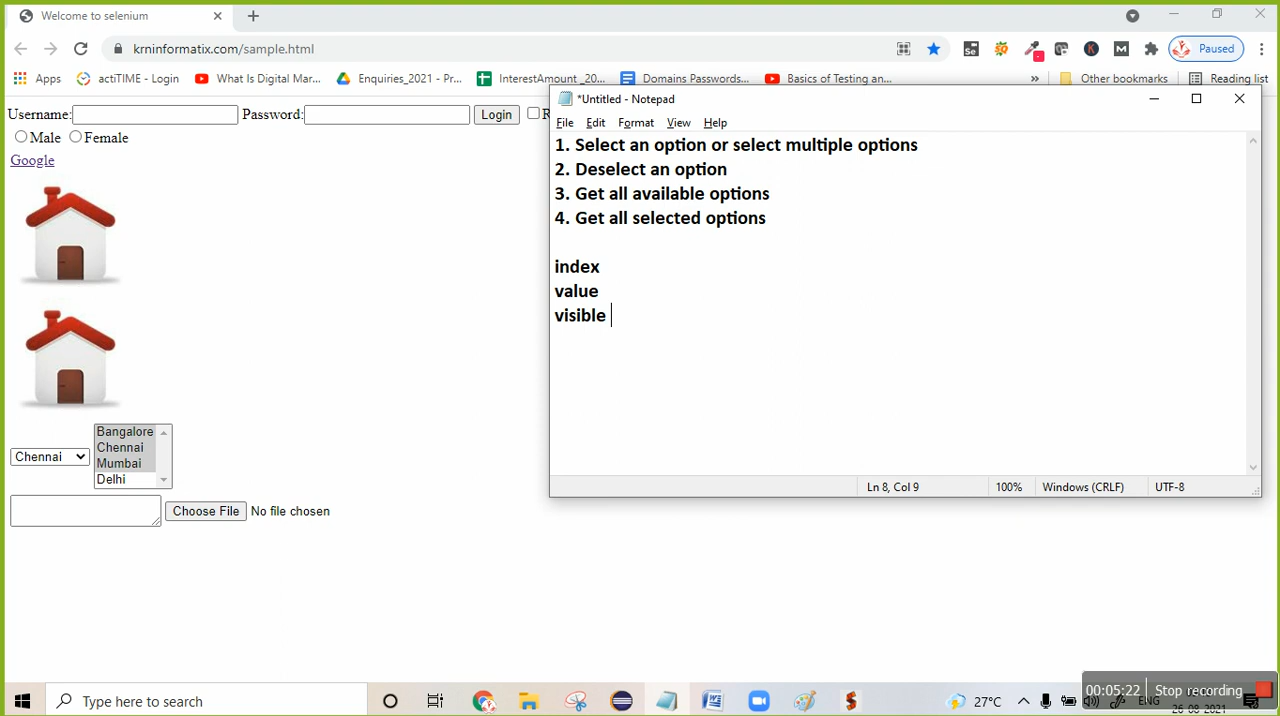 Welcome to selenium
krninformatix.com/sample.html
Paused
Apps
actiTIME - Login
What Is Digital Mar...
Enquiries_2021 - Pr...
InterestAmount_20...
Domains Passwords...
Basics of Testing an...
»
Other bookmarks
Reading list
Username:
Password:
Login
R
Male
Female
Google
Chennai
Bangalore
Chennai
Mumbai
Delhi
Choose File
No file chosen
*Untitled - Notepad
File Edit Format View Help
1. Select an option or select multiple options
2. Deselect an option
3. Get all available options
4. Get all selected options
index
value
visible
Ln 8, Col 9
100%
Windows (CRLF)
UTF-8
Type here to search
27°C
ENG
26-08-2021
00:05:22
Stop recording